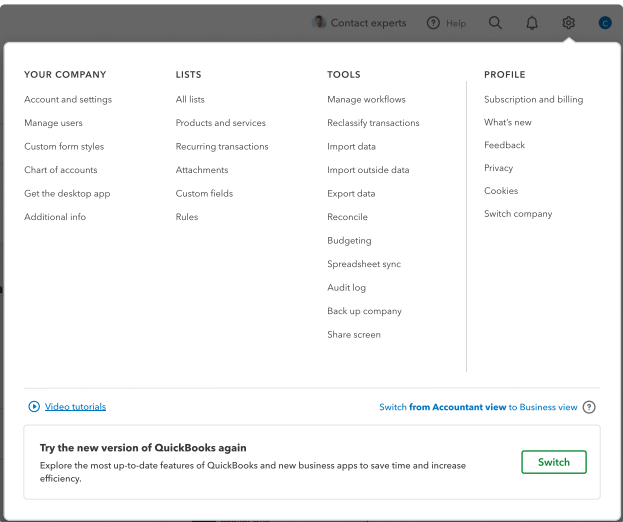 Contact experts
Help
C
YOUR COMPANY
Account and settings
Manage users
Custom form styles
Chart of accounts
Get the desktop app
Additional info
LISTS
All lists
Products and services
Recurring transactions
Attachments
Custom fields
Rules
TOOLS
Manage workflows
Reclassify transactions
Import data
Import outside data
Export data
Reconcile
Budgeting
Spreadsheet sync
Audit log
Back up company
Share screen
PROFILE
Subscription and billing
What's new
Feedback
Privacy
Cookies
Switch company
Video tutorials
Switch from Accountant view to Business view
Try the new version of QuickBooks again
Explore the most up-to-date features of QuickBooks and new business apps to save time and increase
efficiency.
Switch